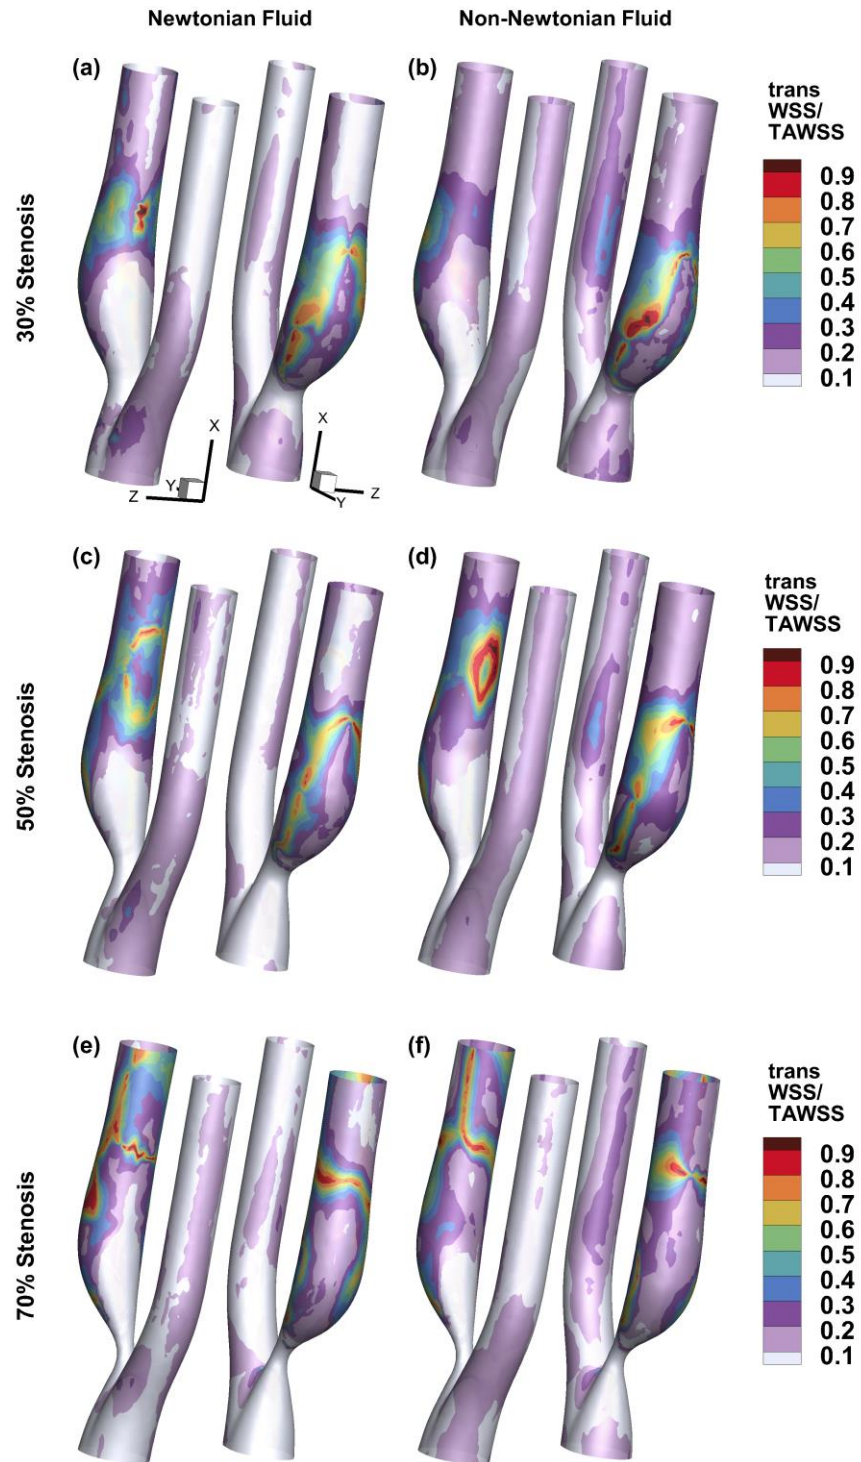 Newtonian Fluid
Non-Newtonian Fluid
(a)
(b)
trans
WSS/
TAWSS
0.9
0.8
0.7
0.6
0.5
0.4
0.3
0.2
0.1
30% Stenosis
X
Y
Z
X
Y
Z
(c)
(d)
trans
WSS/
TAWSS
0.9
0.8
0.7
0.6
0.5
0.4
0.3
0.2
0.1
50% Stenosis
(e)
(f)
trans
WSS/
TAWSS
0.9
0.8
0.7
0.6
0.5
0.4
0.3
0.2
0.1
70% Stenosis